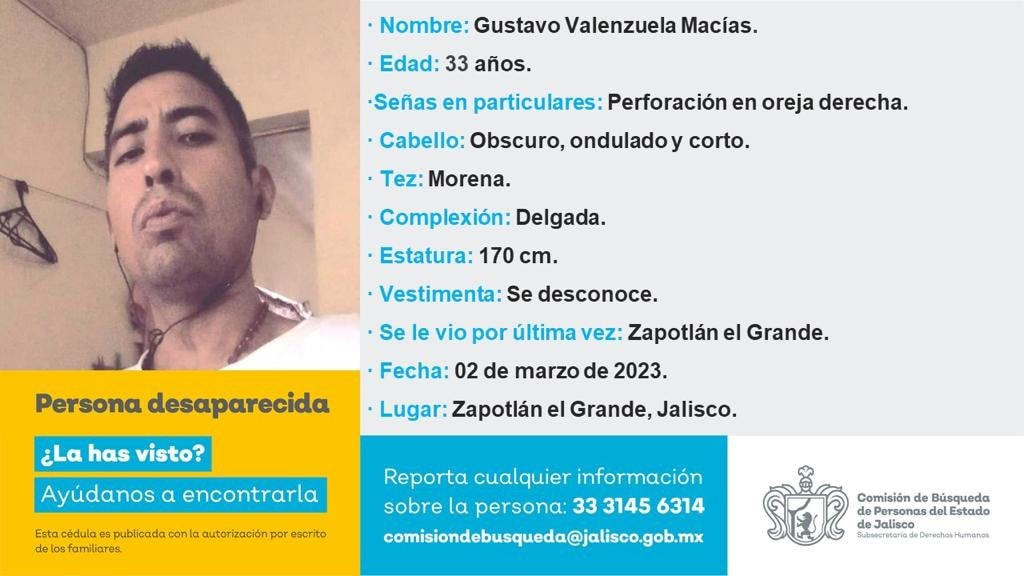 · Nombre: Gustavo Valenzuela Macías.
· Edad: 33 años.
·Señas en particulares: Perforación en oreja derecha.
· Cabello: Obscuro, ondulado y corto.
· Tez: Morena.
· Complexión: Delgada.
· Estatura: 170 cm.
· Vestimenta: Se desconoce.
· Se le vio por última vez: Zapotlán el Grande.
· Fecha: 02 de marzo de 2023.
· Lugar: Zapotlán el Grande, Jalisco.
Persona desaparecida
¿La has visto?
Ayúdanos a encontrarla
Esta cédula es publicada con la autorización por escrito
de los familiares.
Reporta cualquier información
sobre la persona: 33 3145 6314
comisiondebusqueda@jalisco.gob.mx
Comisión de Búsqueda
de Personas del Estado
de Jalisco
Subsecretaría de Derechos Humanos